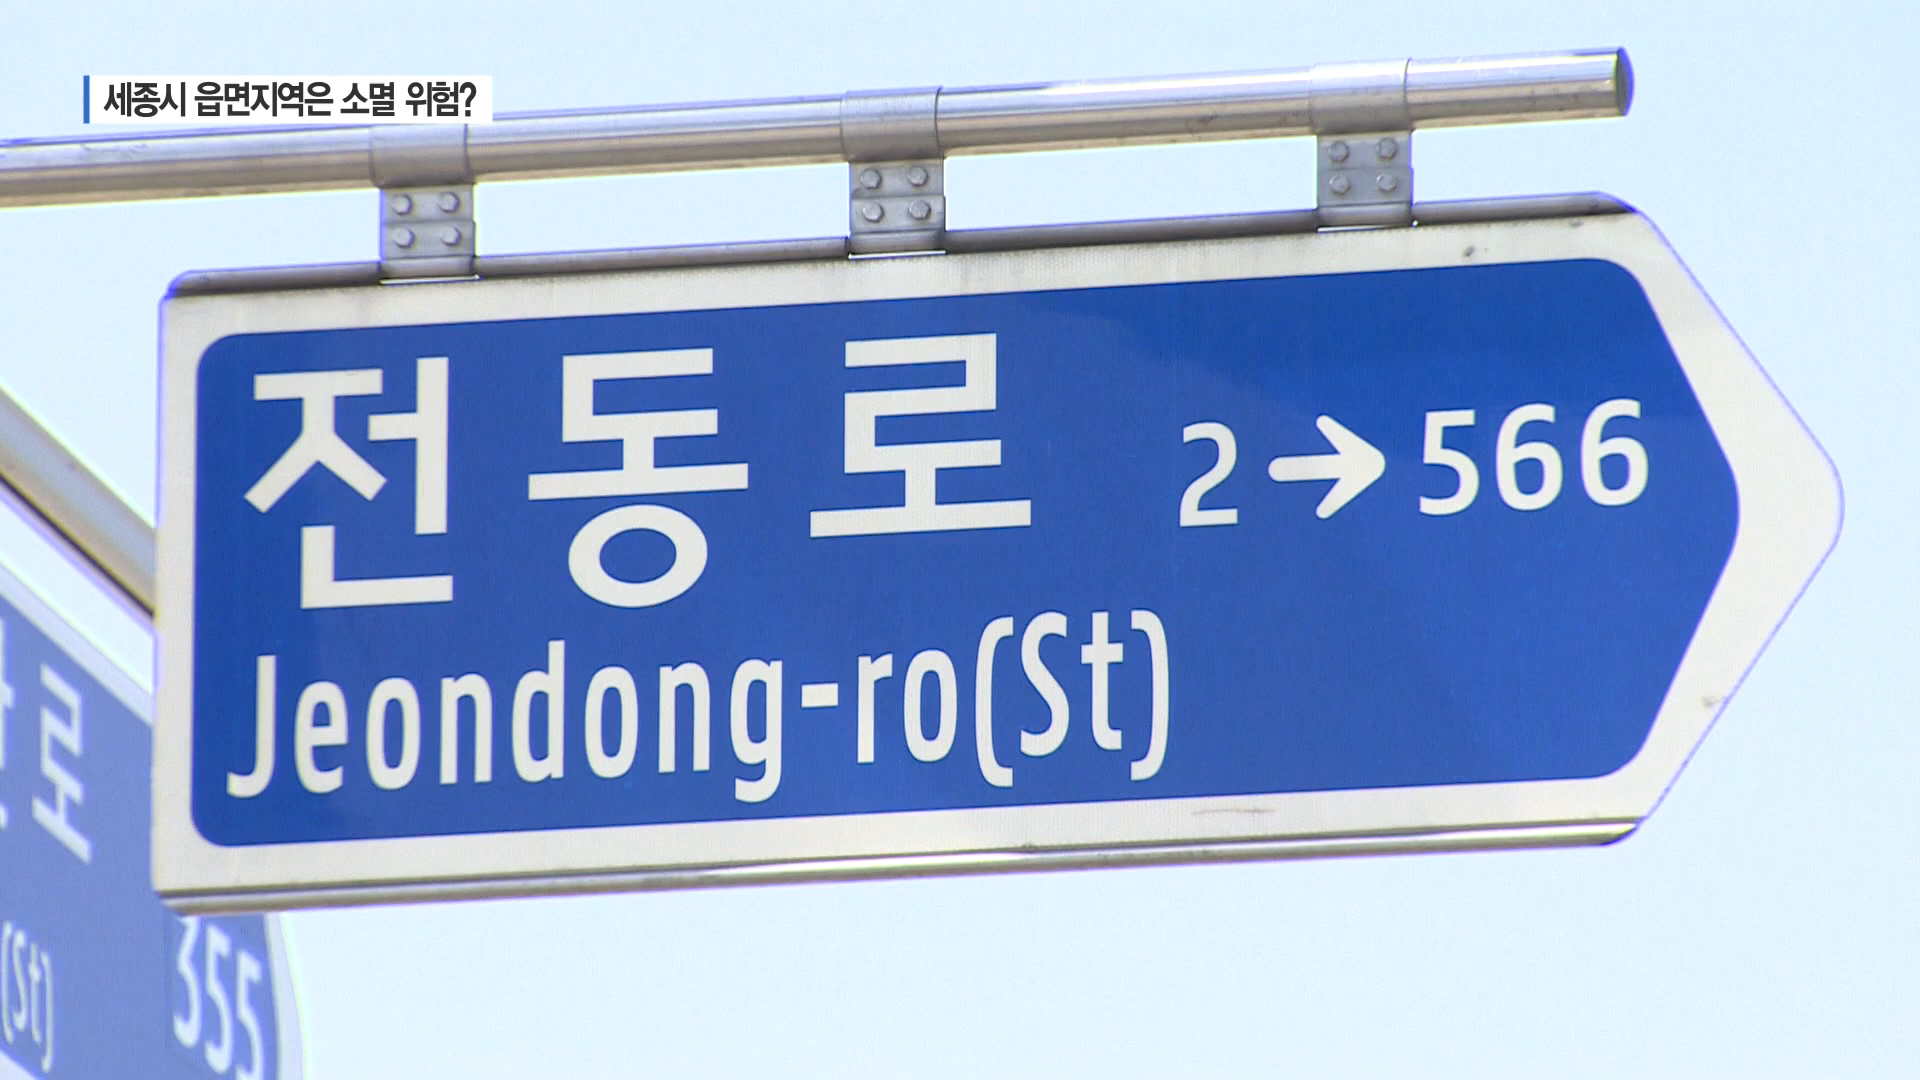 세종시 읍면지역은 소멸 위험?
전동로 2→566
Jeondong-ro(St)
로
(St)
355